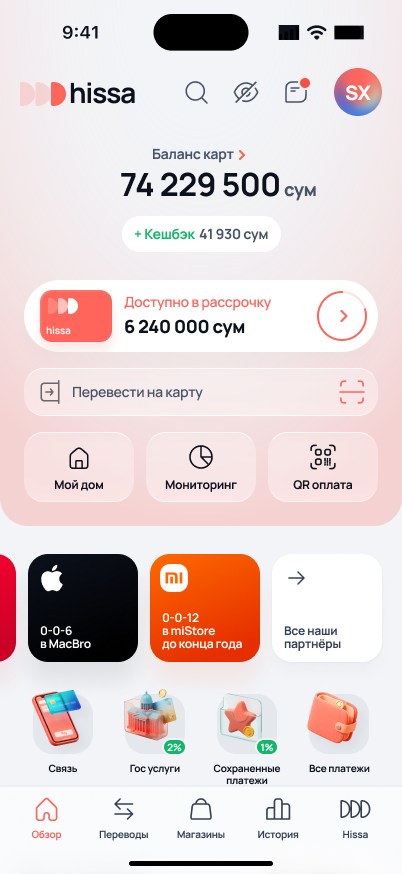 9:41
hissa
SX
Баланс карт
74 229 500 сум
+ Кешбэк 41 930 сум
Доступно в рассрочку
6 240 000 сум
hissa
Перевести на карту
Мой дом
Мониторинг
QR оплата
0-0-6
в MacBro
0-0-12
в miStore
до конца года
Все наши
партнёры
2%
1%
Связь
Гос услуги
Сохраненные
платежи
Все платежи
Обзор
Переводы
Магазины
История
Hissa